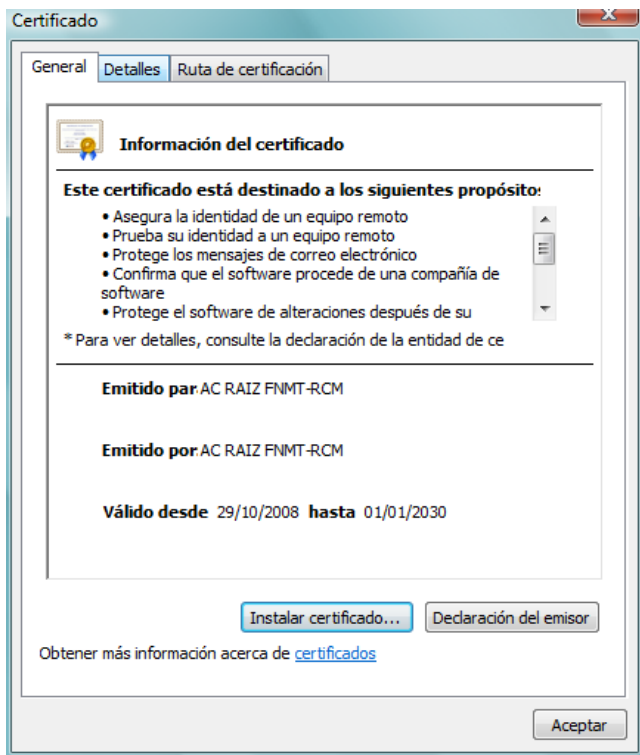 Certificado
General Detalles Ruta de certificación
Información del certificado
Este certificado está destinado a los siguientes propósitos:
• Asegura la identidad de un equipo remoto
• Prueba su identidad a un equipo remoto
• Protege los mensajes de correo electrónico
• Confirma que el software procede de una compañía de
software
• Protege el software de alteraciones después de su
* Para ver detalles, consulte la declaración de la entidad de ce
Emitido par AC RAIZ FNMT-RCM
Emitido por AC RAIZ FNMT-RCM
Válido desde 29/10/2008 hasta 01/01/2030
Instalar certificado... Declaración del emisor
Obtener más información acerca de certificados
Aceptar